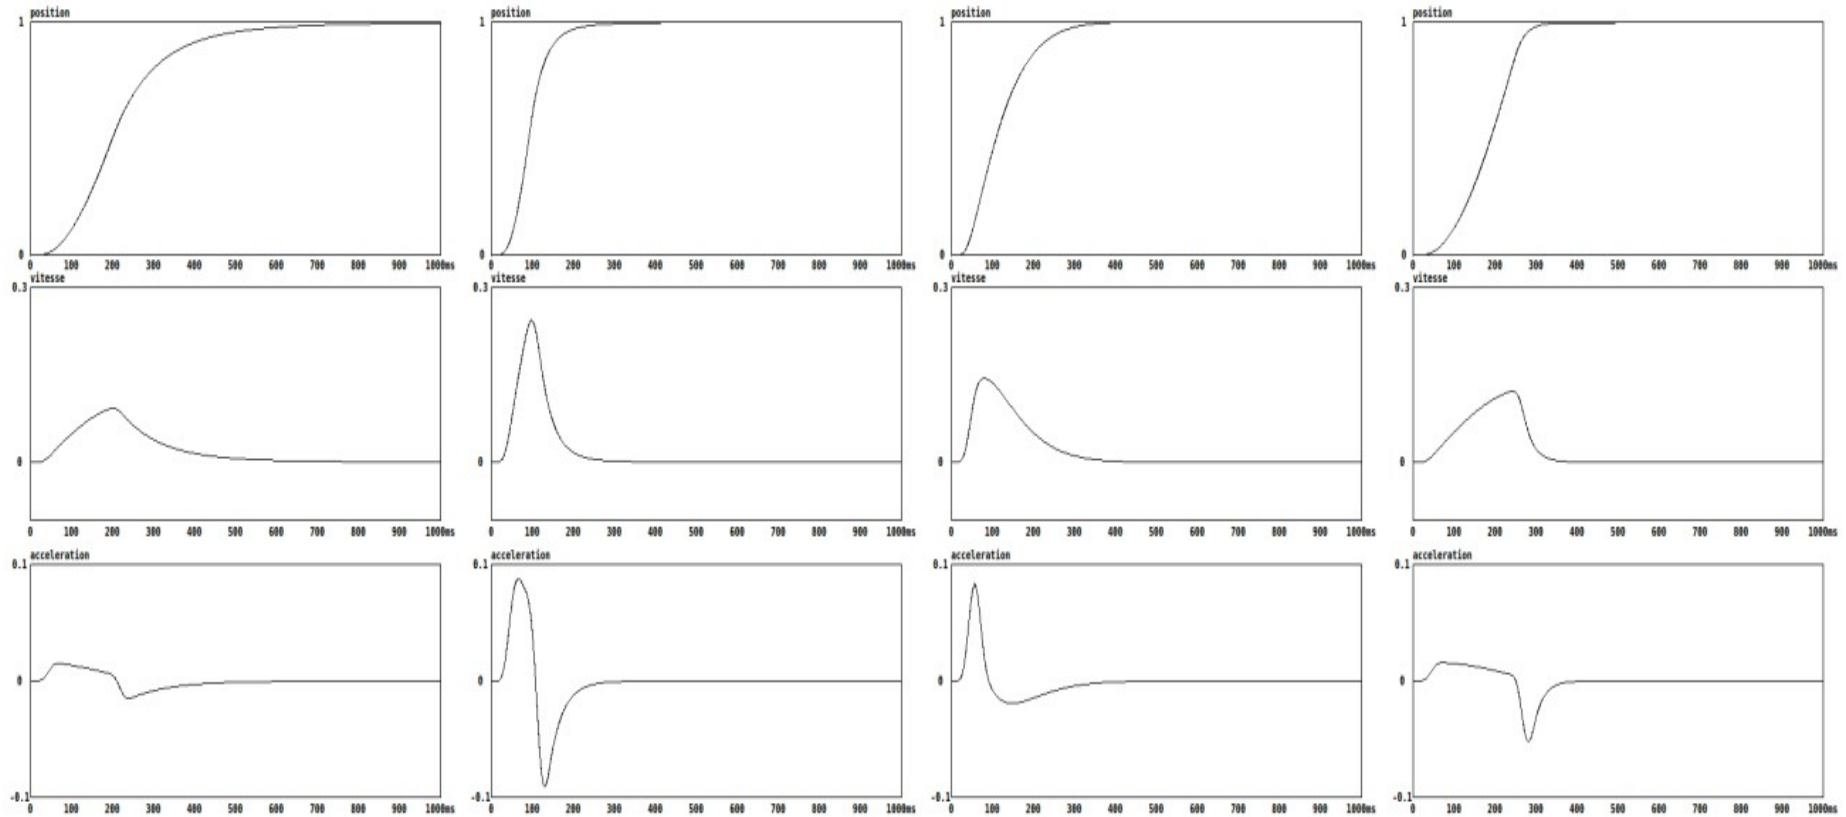 position position position position
1 1 1 1
0 0 0 0
0 100 200 300 400 500 600 700 800 900 1000ms 0 100 200 300 400 500 600 700 800 900 1000ms 0 100 200 300 400 500 600 700 800 900 1000ms 0 100 200 300 400 500 600 700 800 900 1000ms
vitesse vitesse vitesse vitesse
0.3 0.3 0.3 0.3
0 0 0 0
0 100 200 300 400 500 600 700 800 900 1000ms 0 100 200 300 400 500 600 700 800 900 1000ms 0 100 200 300 400 500 600 700 800 900 1000ms 0 100 200 300 400 500 600 700 800 900 1000ms
acceleration acceleration acceleration acceleration
0.1 0.1 0.1 0.1
0 0 0 0
-0.1 -0.1 -0.1 -0.1
0 100 200 300 400 500 600 700 800 900 1000ms 0 100 200 300 400 500 600 700 800 900 1000ms 0 100 200 300 400 500 600 700 800 900 1000ms 0 100 200 300 400 500 600 700 800 900 1000ms